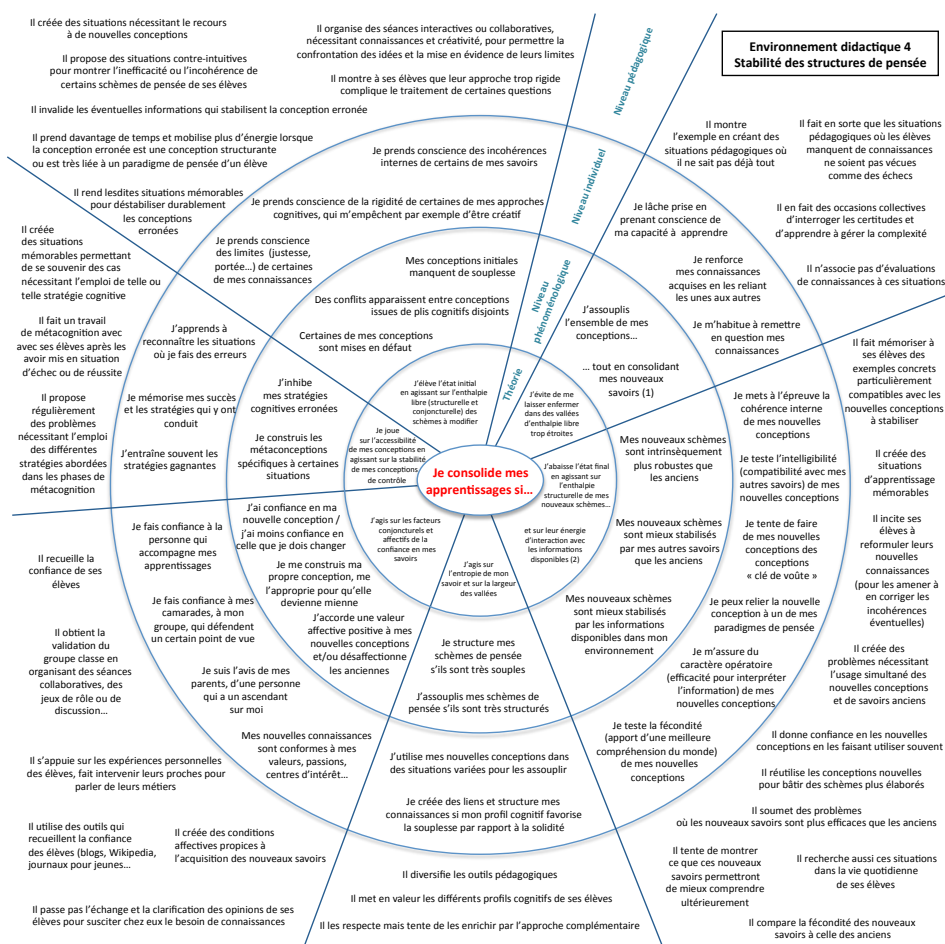 Environnement didactique 4
Stabilité des structures de pensée
Niveau pédagogique
Niveau individuel
Niveau
phénoménologique
Théorie
Je consolide mes
apprentissages si...
Il créée des situations nécessitant le recours
à de nouvelles conceptions
Il propose des situations contre-intuitives
pour montrer l'inefficacité ou l'incohérence de
certains schèmes de pensée de ses élèves
Il organise des séances interactives ou collaboratives,
nécessitant connaissances et créativité, pour permettre la
confrontation des idées et la mise en évidence de leurs limites
Il montre à ses élèves que leur approche trop rigide
complique le traitement de certaines questions
Il invalide les éventuelles informations qui stabilisent la conception erronée
Il prend davantage de temps et mobilise plus d'énergie lorsque
la conception erronée est une conception structurante
ou est très liée à un paradigme de pensée d'un élève
Il rend lesdites situations mémorables
pour déstabiliser durablement
les conceptions
erronées
Je prends conscience des incohérences
internes de certains de mes savoirs
Je prends conscience de la rigidité de certaines de mes approches
cognitives, qui m'empêchent par exemple d'être créatif
Je prends conscience
des limites (justesse,
portée...) de certaines
de mes connaissances
Mes conceptions initiales
manquent de souplesse
Des conflits apparaissent entre conceptions
issues de plis cognitifs disjoints
Certaines de mes conceptions
sont mises en défaut
J'élève l'état initial
en agissant sur l'enthalpie
libre (structurelle et
conjoncturelle) des
schèmes à modifier
Il montre
l'exemple en créant des
situations pédagogiques où
il ne sait pas déjà tout
Il fait en sorte que les situations
pédagogiques où les élèves
manquent de connaissances
ne soient pas vécues
comme des échecs
Il en fait des occasions collectives
d'interroger les certitudes et
d'apprendre à gérer la complexité
Il n'associe pas d'évaluations
de connaissances à ces situations
Je lâche prise en
prenant conscience de
ma capacité à apprendre
Je renforce
mes connaissances
acquises en les reliant
les unes aux autres
Je m'habitue à remettre
en question mes
connaissances
J'assouplis
l'ensemble de mes
conceptions...
... tout en consolidant
mes nouveaux
savoirs (1)
J'évite de me
laisser enfermer
dans des vallées
d'enthalpie libre
trop étroites
Il créée
des situations
mémorables permettant
de se souvenir des cas
nécessitant l'emploi de telle ou
telle stratégie cognitive
Il fait un travail
de métacognition avec
avec ses élèves après les
avoir mis en situation
d'échec ou de réussite
Il propose
régulièrement
des problèmes
nécessitant l'emploi
des différentes
stratégies abordées
dans les phases de
métacognition
J'apprends à
reconnaître les situations
où je fais des erreurs
Je mémorise mes succès
et les stratégies qui y ont
conduit
J'entraîne souvent les
stratégies gagnantes
J'inhibe
mes stratégies
cognitives erronées
Je construis les
métaconceptions
spécifiques à certaines
situations
Je joue
sur l'accessibilité
de mes conceptions en
agissant sur la stabilité
de mes conceptions
de contrôle
Il fait mémoriser à
ses élèves des
exemples concrets
particulièrement
compatibles avec les
nouvelles conceptions
à stabiliser
Il créée des
situations
d'apprentissage
mémorables
Il incite ses
élèves à
reformuler leurs
nouvelles
connaissances
(pour les amener à
en corriger les
incohérences
éventuelles)
Il créée des
problèmes nécessitant
l'usage simultané des
nouvelles conceptions
et de savoirs anciens
Il donne confiance en les nouvelles
conceptions en les faisant utiliser souvent
Il réutilise les conceptions nouvelles
pour bâtir des schèmes plus élaborés
Il soumet des problèmes
où les nouveaux savoirs sont plus efficaces que les anciens
Il tente de montrer
ce que ces nouveaux
savoirs permettront
de mieux comprendre
ultérieurement
Il recherche aussi ces situations
dans la vie quotidienne
de ses élèves
Il compare la fécondité des nouveaux
savoirs à celle des anciens
Je mets à l'épreuve la
cohérence interne
de mes nouvelles
conceptions
Je teste l'intelligibilité
(compatibilité avec mes
autres savoirs) de mes
nouvelles conceptions
Je tente de faire
de mes nouvelles
conceptions des
conceptions
« clé de voûte »
Je peux relier la nouvelle
conception à un de mes
paradigmes de pensée
Je m'assure du
caractère opératoire
(efficacité pour interpréter
l'information) de mes
nouvelles conceptions
Je teste la fécondité
(apport d'une meilleure
compréhension du monde)
de mes nouvelles
conceptions
Mes nouveaux schèmes
sont intrinsèquement
plus robustes que
les anciens
Mes nouveaux schèmes
sont mieux stabilisés
par mes autres savoirs
que les anciens
Mes nouveaux schèmes
sont mieux stabilisés
par les informations
disponibles dans mon
environnement
J'abaisse l'état final
en agissant sur
l'enthalpie
structurelle de mes
nouveaux schèmes...
et sur leur énergie
d'interaction avec
les informations
disponibles (2)
Il recueille la
confiance de ses
élèves
Il obtient la
validation du
groupe classe en
organisant des séances
collaboratives, des
jeux de rôle ou de
discussion...
Il s'appuie sur les expériences personnelles
des élèves, fait intervenir leurs proches pour
parler de leurs métiers
Il utilise des outils qui
recueillent la confiance
des élèves (blogs, Wikipedia,
journaux pour jeunes...
Il créée des conditions
affectives propices à
l'acquisition des nouveaux savoirs
Il passe pas l'échange et la clarification des opinions de ses
élèves pour susciter chez eux le besoin de connaissances
Je fais confiance à la
personne qui
accompagne mes
apprentissages
Je fais confiance à mes
camarades, à mon
groupe, qui défendent
un certain point de vue
Je suis l'avis de mes
parents, d'une personne
qui a un ascendant
sur moi
Mes nouvelles connaissances
sont conformes à mes
valeurs, passions,
centres d'intérêt...
J'ai confiance en ma
nouvelle conception /
j'ai moins confiance en
celle que je dois changer
Je me construis ma
propre conception, me
l'approprie pour qu'elle
devienne mienne
J'accorde une valeur
affective positive à mes
nouvelles conceptions
et/ou désaffectionne
les anciennes
J'agis sur les facteurs
conjoncturels et
affectifs de la
confiance en mes
savoirs
J'agis sur
l'entropie de mon
savoir et sur la largeur
des vallées
Je structure mes
schèmes de pensée
s'ils sont très souples
J'assouplis mes schèmes de
pensée s'ils sont très structurés
J'utilise mes nouvelles conceptions dans
des situations variées pour les assouplir
Je créée des liens et structure mes
connaissances si mon profil cognitif favorise
la souplesse par rapport à la solidité
Il diversifie les outils pédagogiques
Il met en valeur les différents profils cognitifs de ses élèves
Il les respecte mais tente de les enrichir par l'approche complémentaire